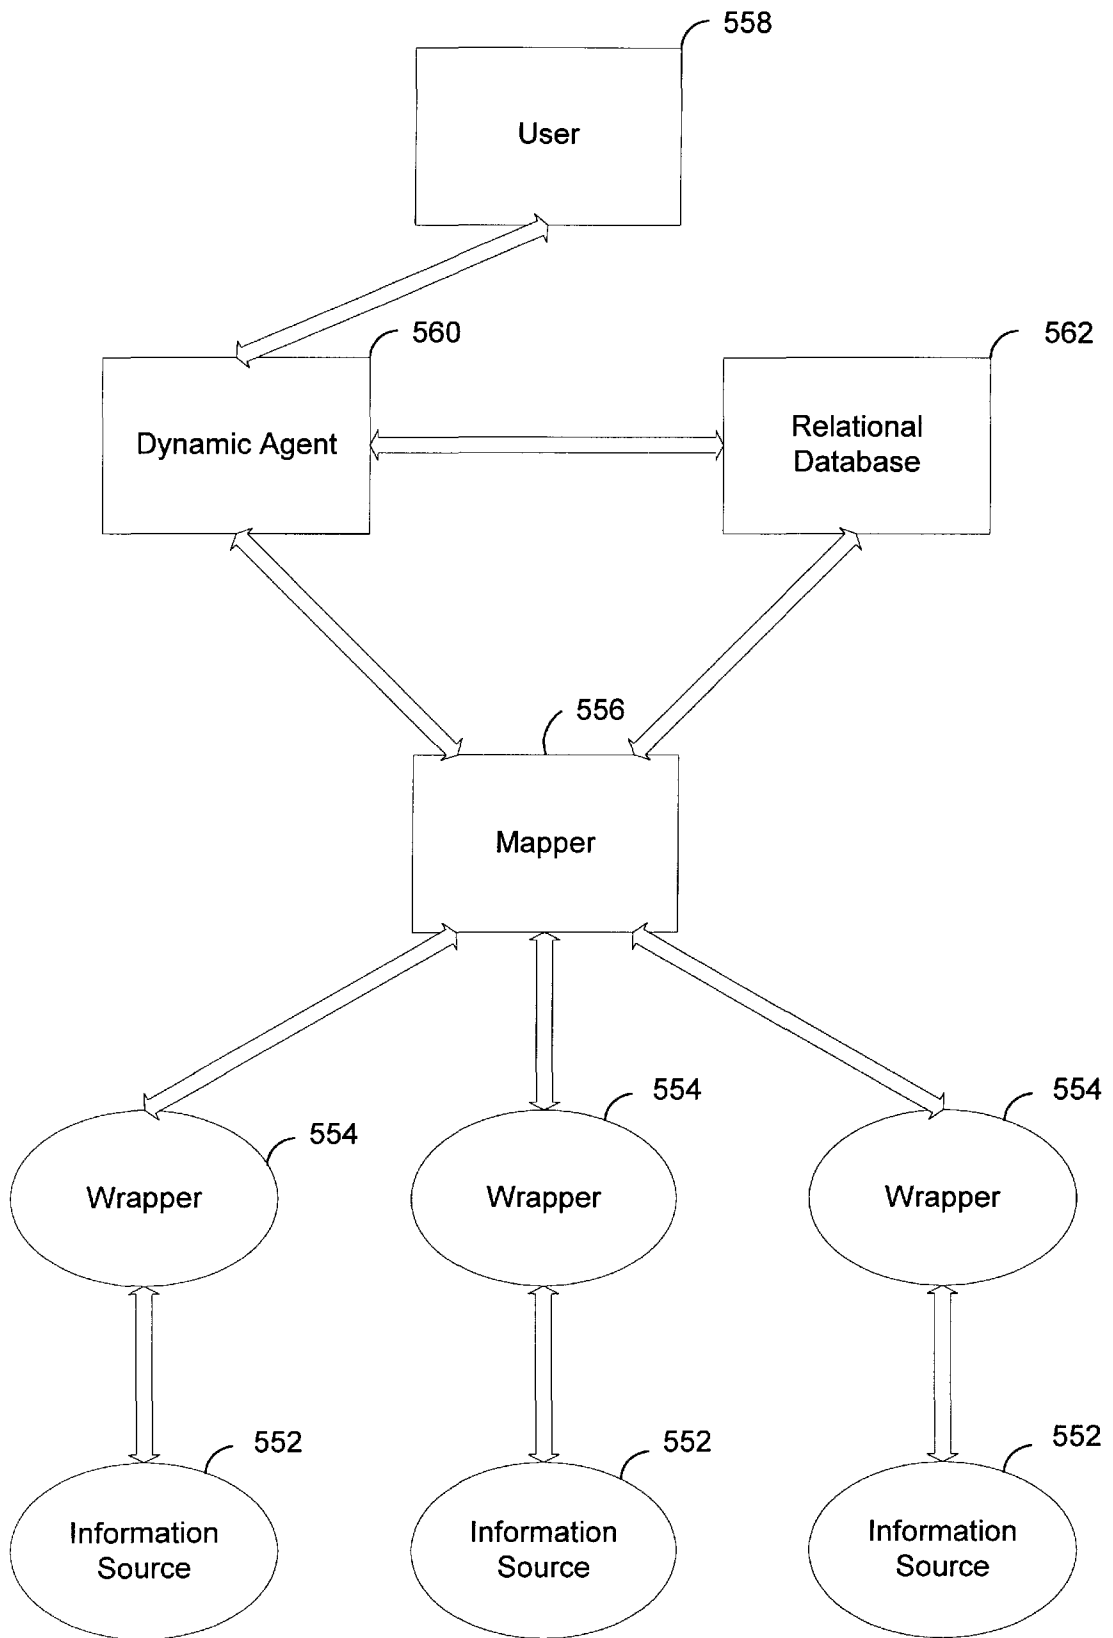 558
User
560
562
Dynamic Agent
Relational
Database
556
Mapper
554
554
554
Wrapper
Wrapper
Wrapper
552
552
552
Information
Source
Information
Source
Information
Source